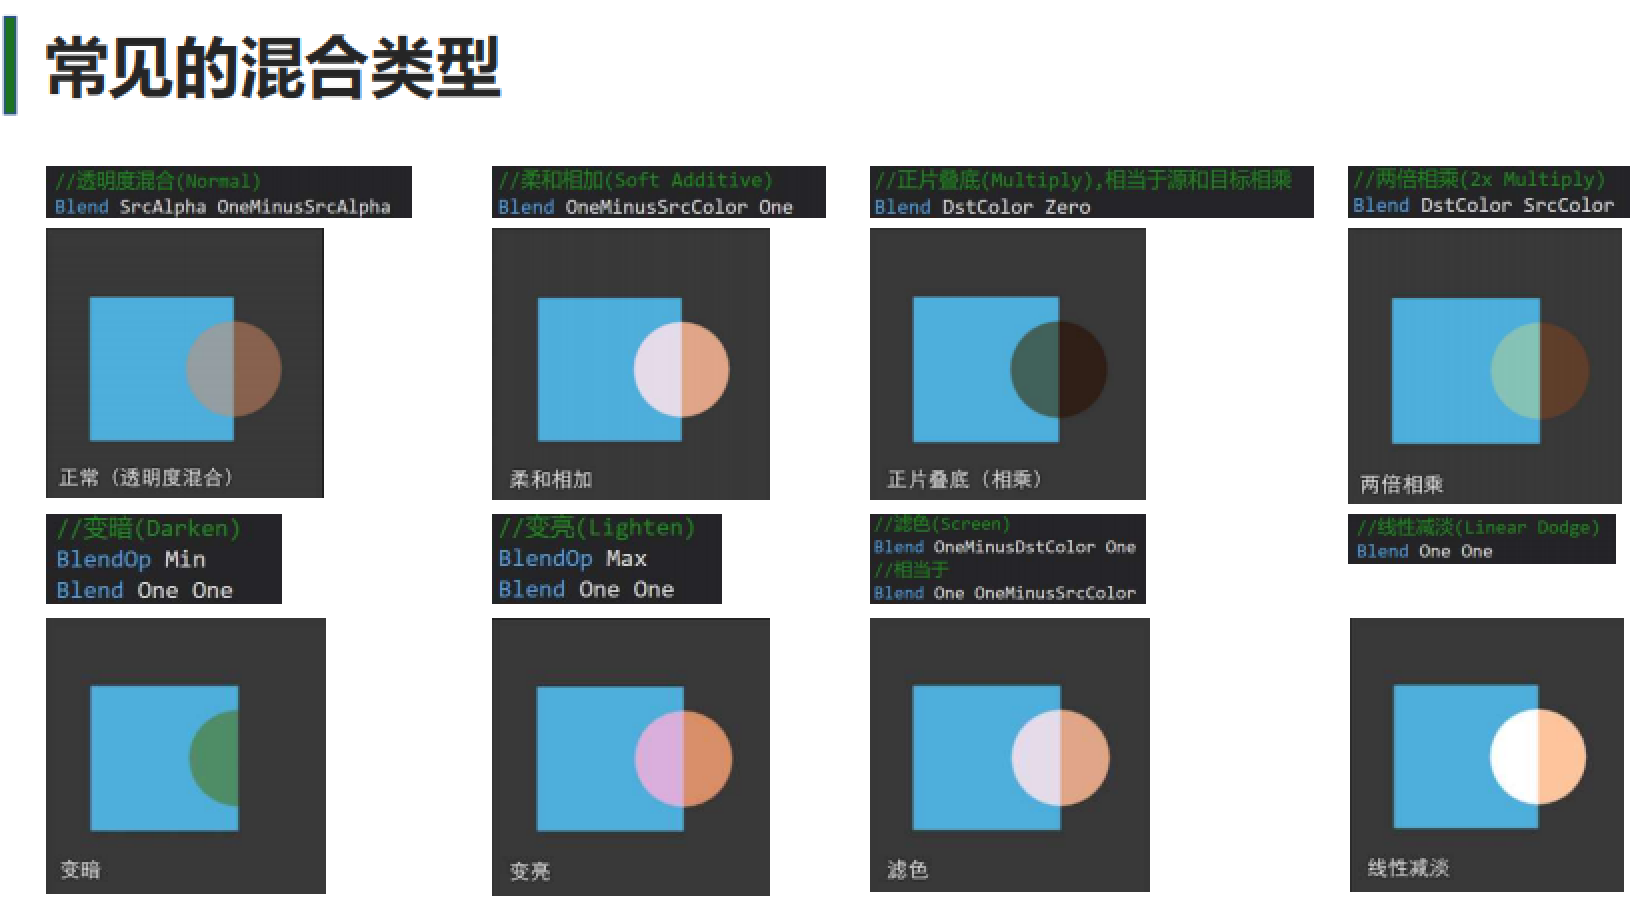 常见的混合类型
//透明度混合(Normal)
Blend SrcAlpha OneMinusSrcAlpha
正常（透明度混合）
//柔和相加(Soft Additive)
Blend OneMinusSrcColor One
柔和相加
//正片叠底(Multiply),相当于源和目标相乘
Blend DstColor Zero
正片叠底（相乘）
//两倍相乘(2x Multiply)
Blend DstColor SrcColor
两倍相乘
//变暗(Darken)
BlendOp Min
Blend One One
变暗
//变亮(Lighten)
BlendOp Max
Blend One One
变亮
//滤色(Screen)
Blend OneMinusDstColor One
//相当于
Blend One OneMinusSrcColor
滤色
//线性减淡(Linear Dodge)
Blend One One
线性减淡